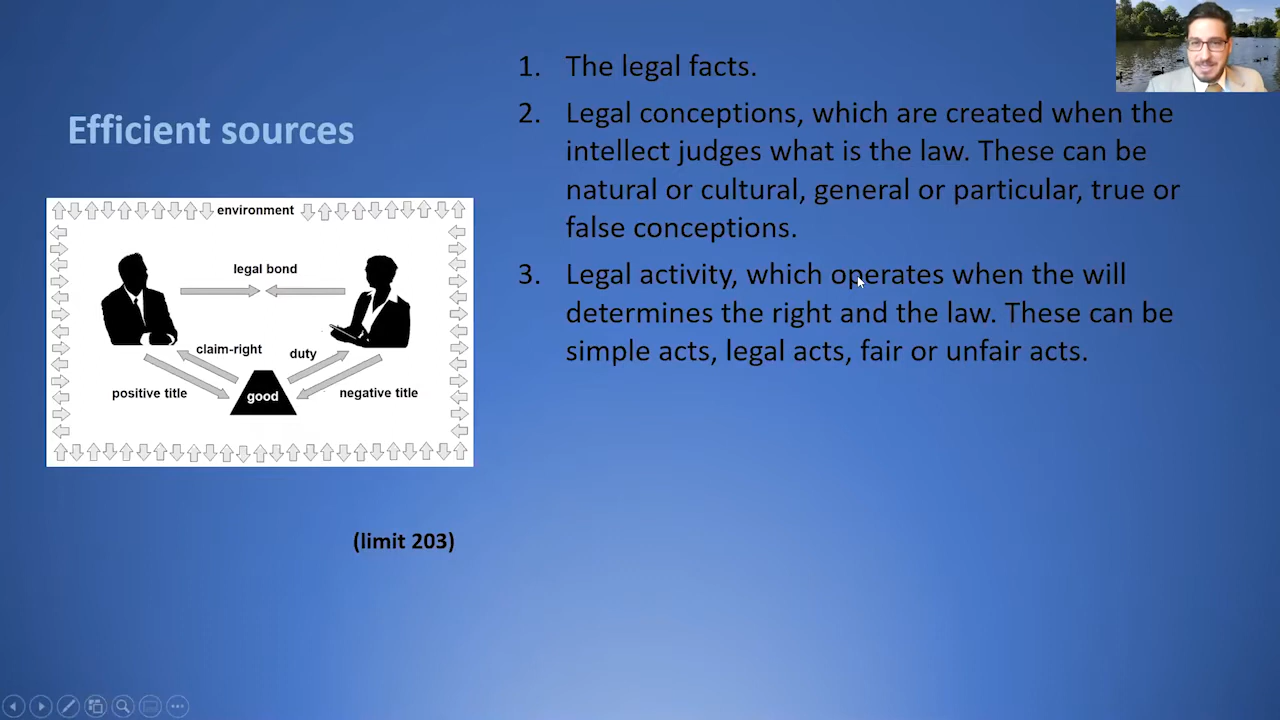 Efficient sources
environment
legal bond
claim-right
duty
positive title
good
negative title
(limit 203)
1. The legal facts.
2. Legal conceptions, which are created when the
intellect judges what is the law. These can be
natural or cultural, general or particular, true or
false conceptions.
3. Legal activity, which operates when the will
determines the right and the law. These can be
simple acts, legal acts, fair or unfair acts.